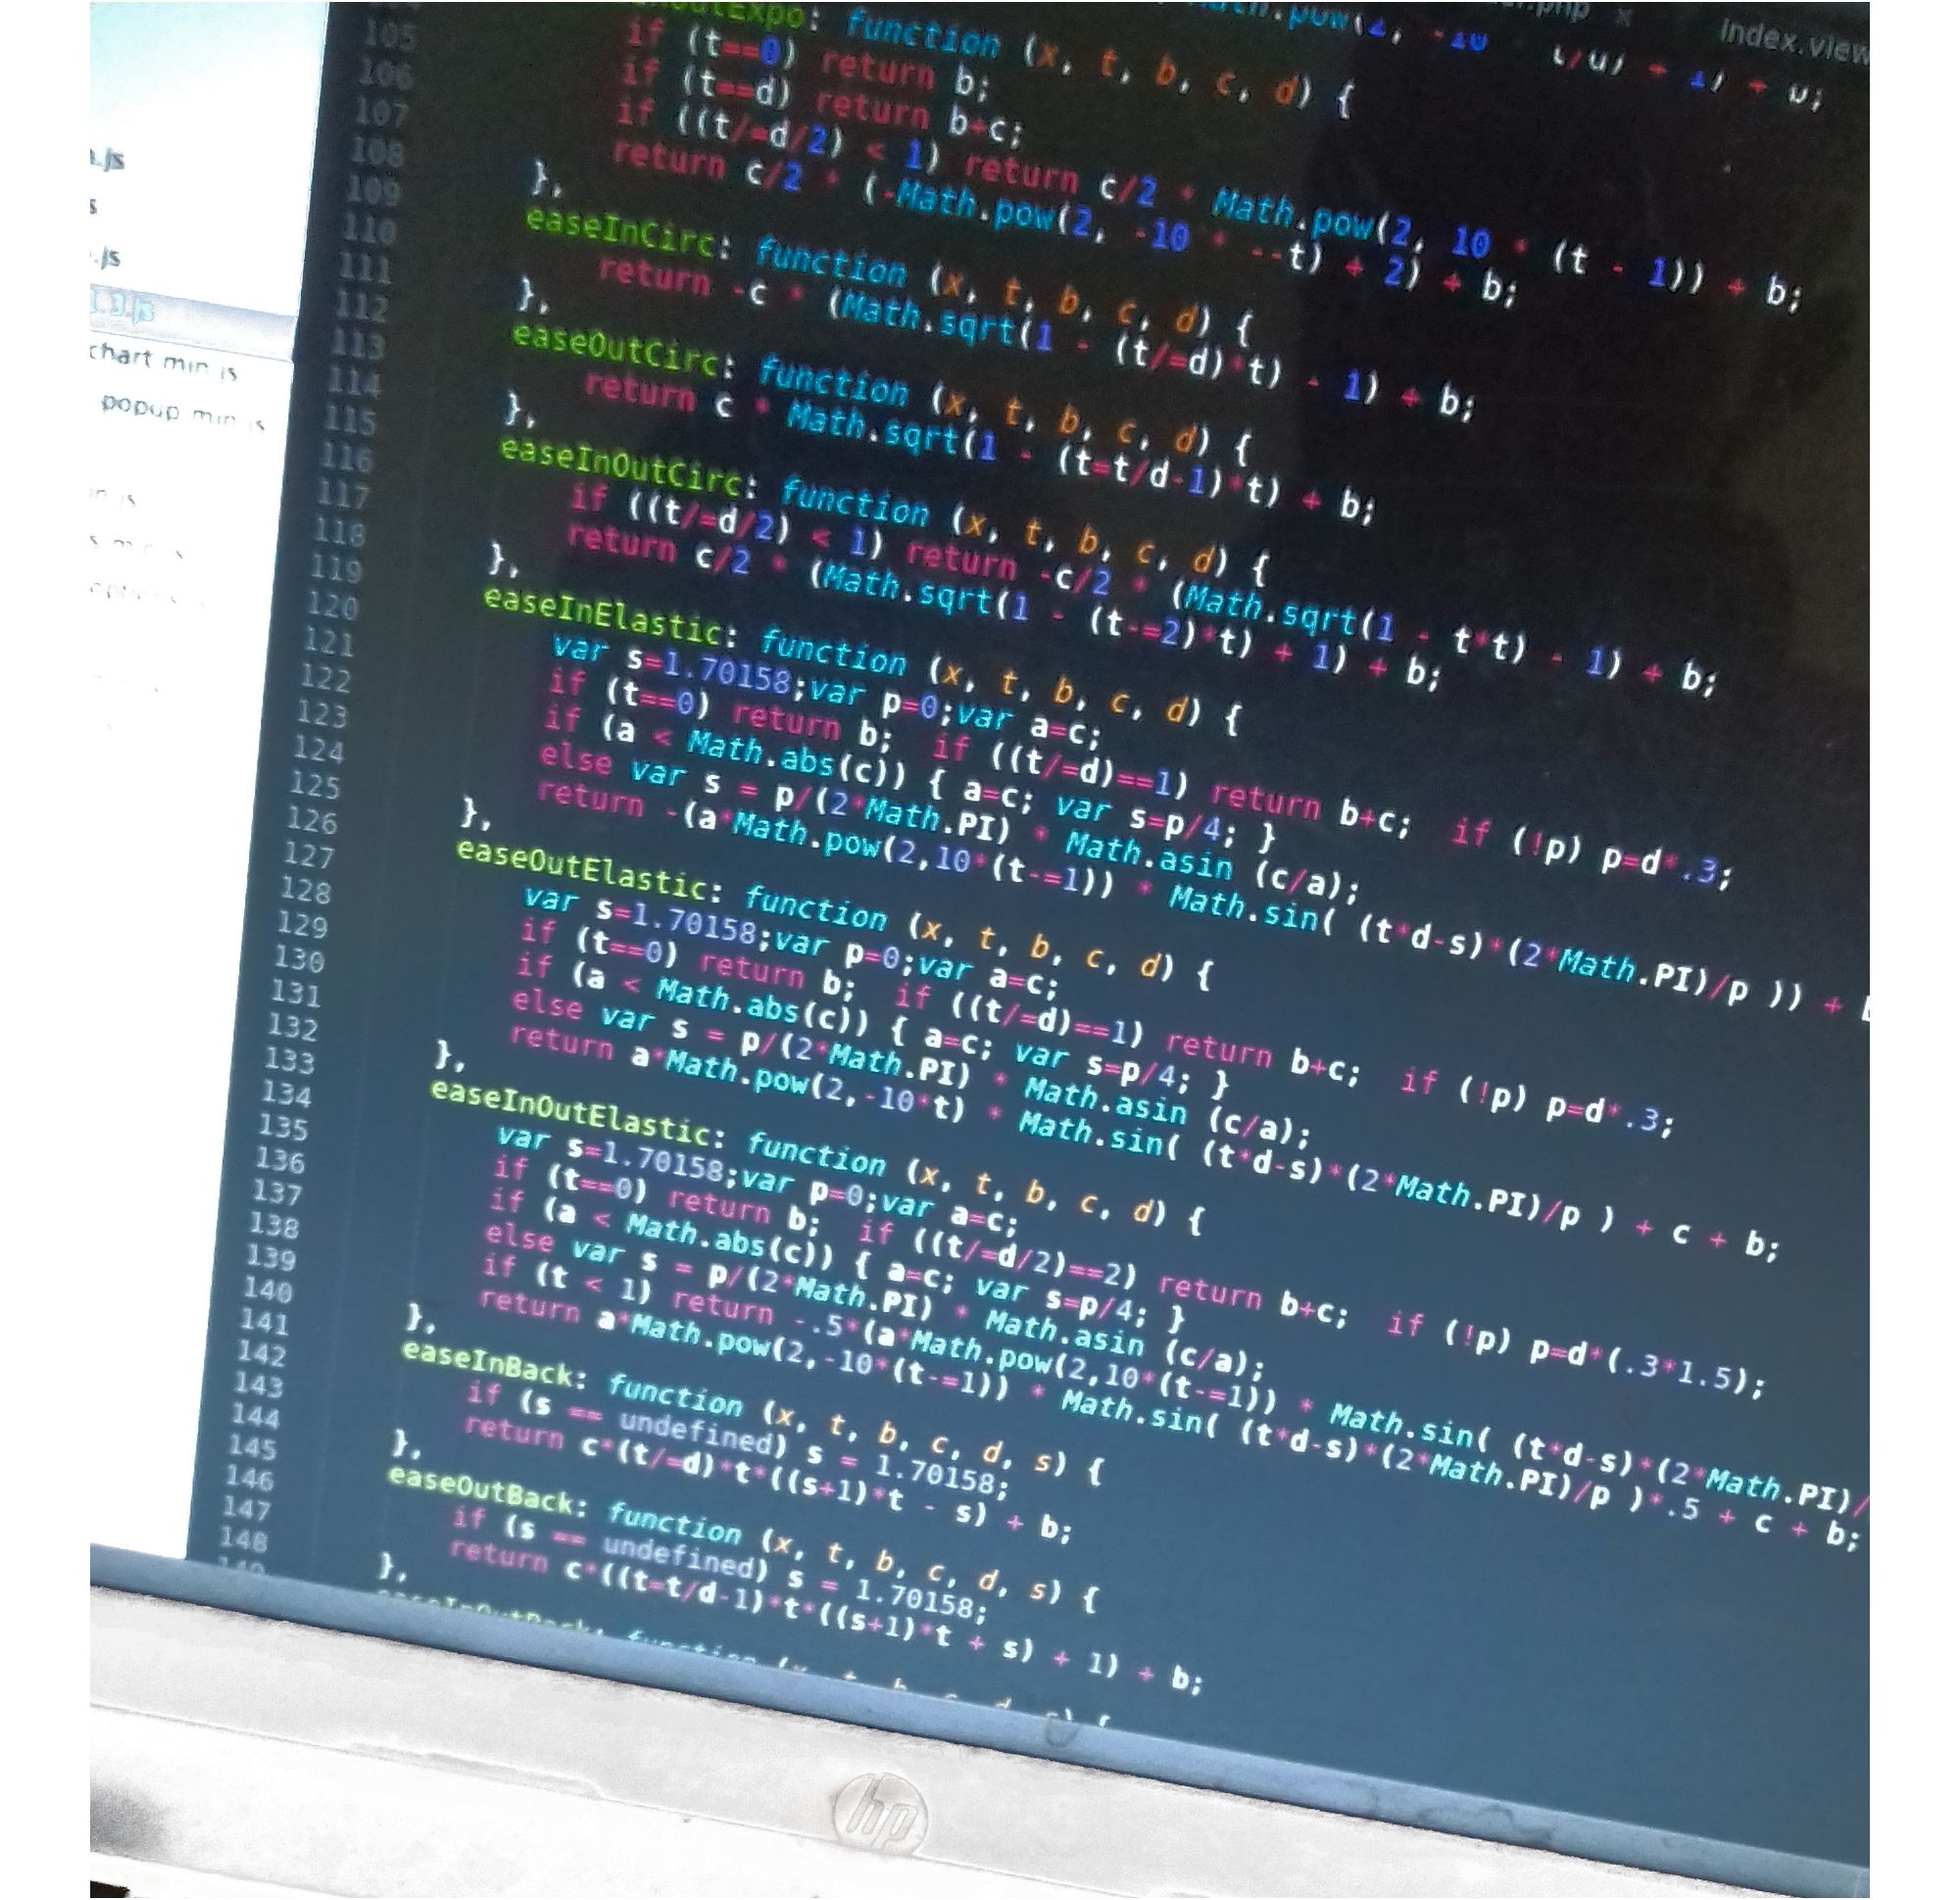 index.view
105
106
107
108
109
110
111
112
113
114
115
116
117
118
119
120
121
122
123
124
125
126
127
128
129
130
131
132
133
134
135
136
137
138
139
140
141
142
143
144
145
146
147
148
149
.js
.js
1.3.js
chart min js
popup min js
function (x, t, b, c, d) {
if (t==0) return b;
if (t==d) return b+c;
if ((t/=d/2) < 1) return c/2 * Math.pow(2, 10 * (t - 1)) + b;
return c/2 * (-Math.pow(2, -10 * --t) + 2) + b;
},
easeInCirc: function (x, t, b, c, d) {
return -c * (Math.sqrt(1 - (t/=d)*t) - 1) + b;
},
easeOutCirc: function (x, t, b, c, d) {
return c * Math.sqrt(1 - (t=t/d-1)*t) + b;
},
easeInOutCirc: function (x, t, b, c, d) {
if ((t/=d/2) < 1) return -c/2 * (Math.sqrt(1 - t*t) - 1) + b;
return c/2 * (Math.sqrt(1 - (t-=2)*t) + 1) + b;
},
easeInElastic: function (x, t, b, c, d) {
var s=1.70158;var p=0;var a=c;
if (t==0) return b;  if ((t/=d)==1) return b+c;  if (!p) p=d*.3;
if (a < Math.abs(c)) { a=c; var s=p/4; }
else var s = p/(2*Math.PI) * Math.asin (c/a);
return -(a*Math.pow(2,10*(t-=1)) * Math.sin( (t*d-s)*(2*Math.PI)/p )) +
},
easeOutElastic: function (x, t, b, c, d) {
var s=1.70158;var p=0;var a=c;
if (t==0) return b;  if ((t/=d)==1) return b+c;  if (!p) p=d*.3;
if (a < Math.abs(c)) { a=c; var s=p/4; }
else var s = p/(2*Math.PI) * Math.asin (c/a);
return a*Math.pow(2,-10*t) * Math.sin( (t*d-s)*(2*Math.PI)/p ) + c + b;
},
easeInOutElastic: function (x, t, b, c, d) {
var s=1.70158;var p=0;var a=c;
if (t==0) return b;  if ((t/=d/2)==2) return b+c;  if (!p) p=d*(.3*1.5);
if (a < Math.abs(c)) { a=c; var s=p/4; }
else var s = p/(2*Math.PI) * Math.asin (c/a);
if (t < 1) return -.5*(a*Math.pow(2,10*(t-=1)) * Math.sin( (t*d-s)*(2*Math.PI)/
return a*Math.pow(2,-10*(t-=1)) * Math.sin( (t*d-s)*(2*Math.PI)/p )*.5 + c + b;
},
easeInBack: function (x, t, b, c, d, s) {
if (s == undefined) s = 1.70158;
return c*(t/=d)*t*((s+1)*t - s) + b;
},
easeOutBack: function (x, t, b, c, d, s) {
if (s == undefined) s = 1.70158;
return c*((t=t/d-1)*t*((s+1)*t + s) + 1) + b;
},
easeInOutBack: function (x, t, b, c, d, s) {
hp